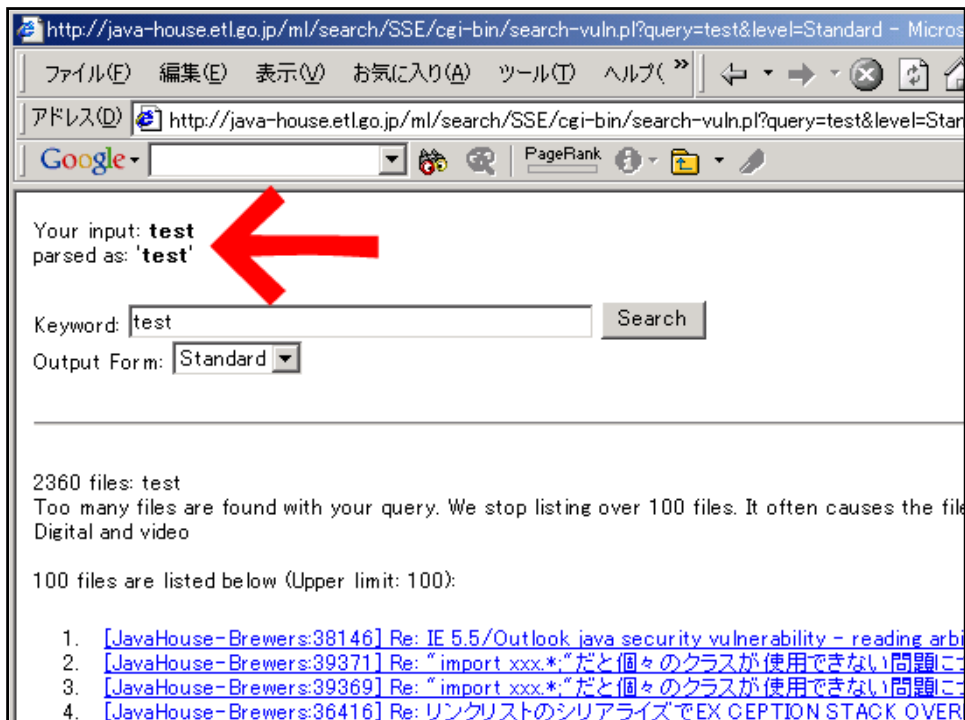 http://java-house.etl.go.jp/ml/search/SSE/cgi-bin/search-vuln.pl?query=test&level=Standard - Micros
ファイル(F) 編集(E) 表示(V) お気に入り(A) ツール(T) ヘルプ( »
アドレス(D) http://java-house.etl.go.jp/ml/search/SSE/cgi-bin/search-vuln.pl?query=test&level=Stan
Google PageRank
Your input: test
parsed as: 'test'
Keyword: test Search
Output Form: Standard
2360 files: test
Too many files are found with your query. We stop listing over 100 files. It often causes the file
Digital and video
100 files are listed below (Upper limit: 100):
1. [JavaHouse-Brewers:38146] Re: IE 5.5/Outlook java security vulnerability - reading arbi
2. [JavaHouse-Brewers:39371] Re: "import xxx.*;"だと個々のクラスが使用できない問題に
3. [JavaHouse-Brewers:39369] Re: "import xxx.*;"だと個々のクラスが使用できない問題に
4. [JavaHouse-Brewers:36416] Re: リンクリストのシリアライズでEXCEPTION STACK OVER